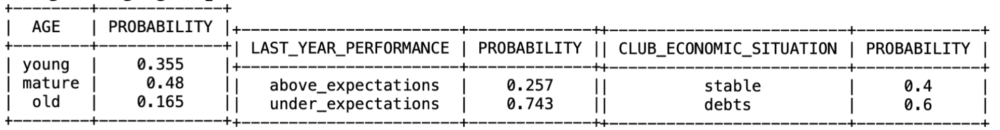 +--------+-------------+
| AGE | PROBABILITY |
+--------+-------------+
| young | 0.355 |
| mature | 0.48 |
| old | 0.165 |
+--------+-------------+
+-----------------------+-------------+
| LAST_YEAR_PERFORMANCE | PROBABILITY |
+-----------------------+-------------+
| above_expectations | 0.257 |
| under_expectations | 0.743 |
+-----------------------+-------------+
+-------------------------+-------------+
| CLUB_ECONOMIC_SITUATION | PROBABILITY |
+-------------------------+-------------+
| stable | 0.4 |
| debts | 0.6 |
+-------------------------+-------------+